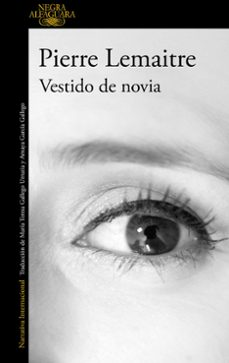 NEGRA
ALFAGUARA
Pierre Lemaitre
Vestido de novia
Narrativa Internacional
Traducción de María Teresa Gallego Urrutia y Amaya García Gallego